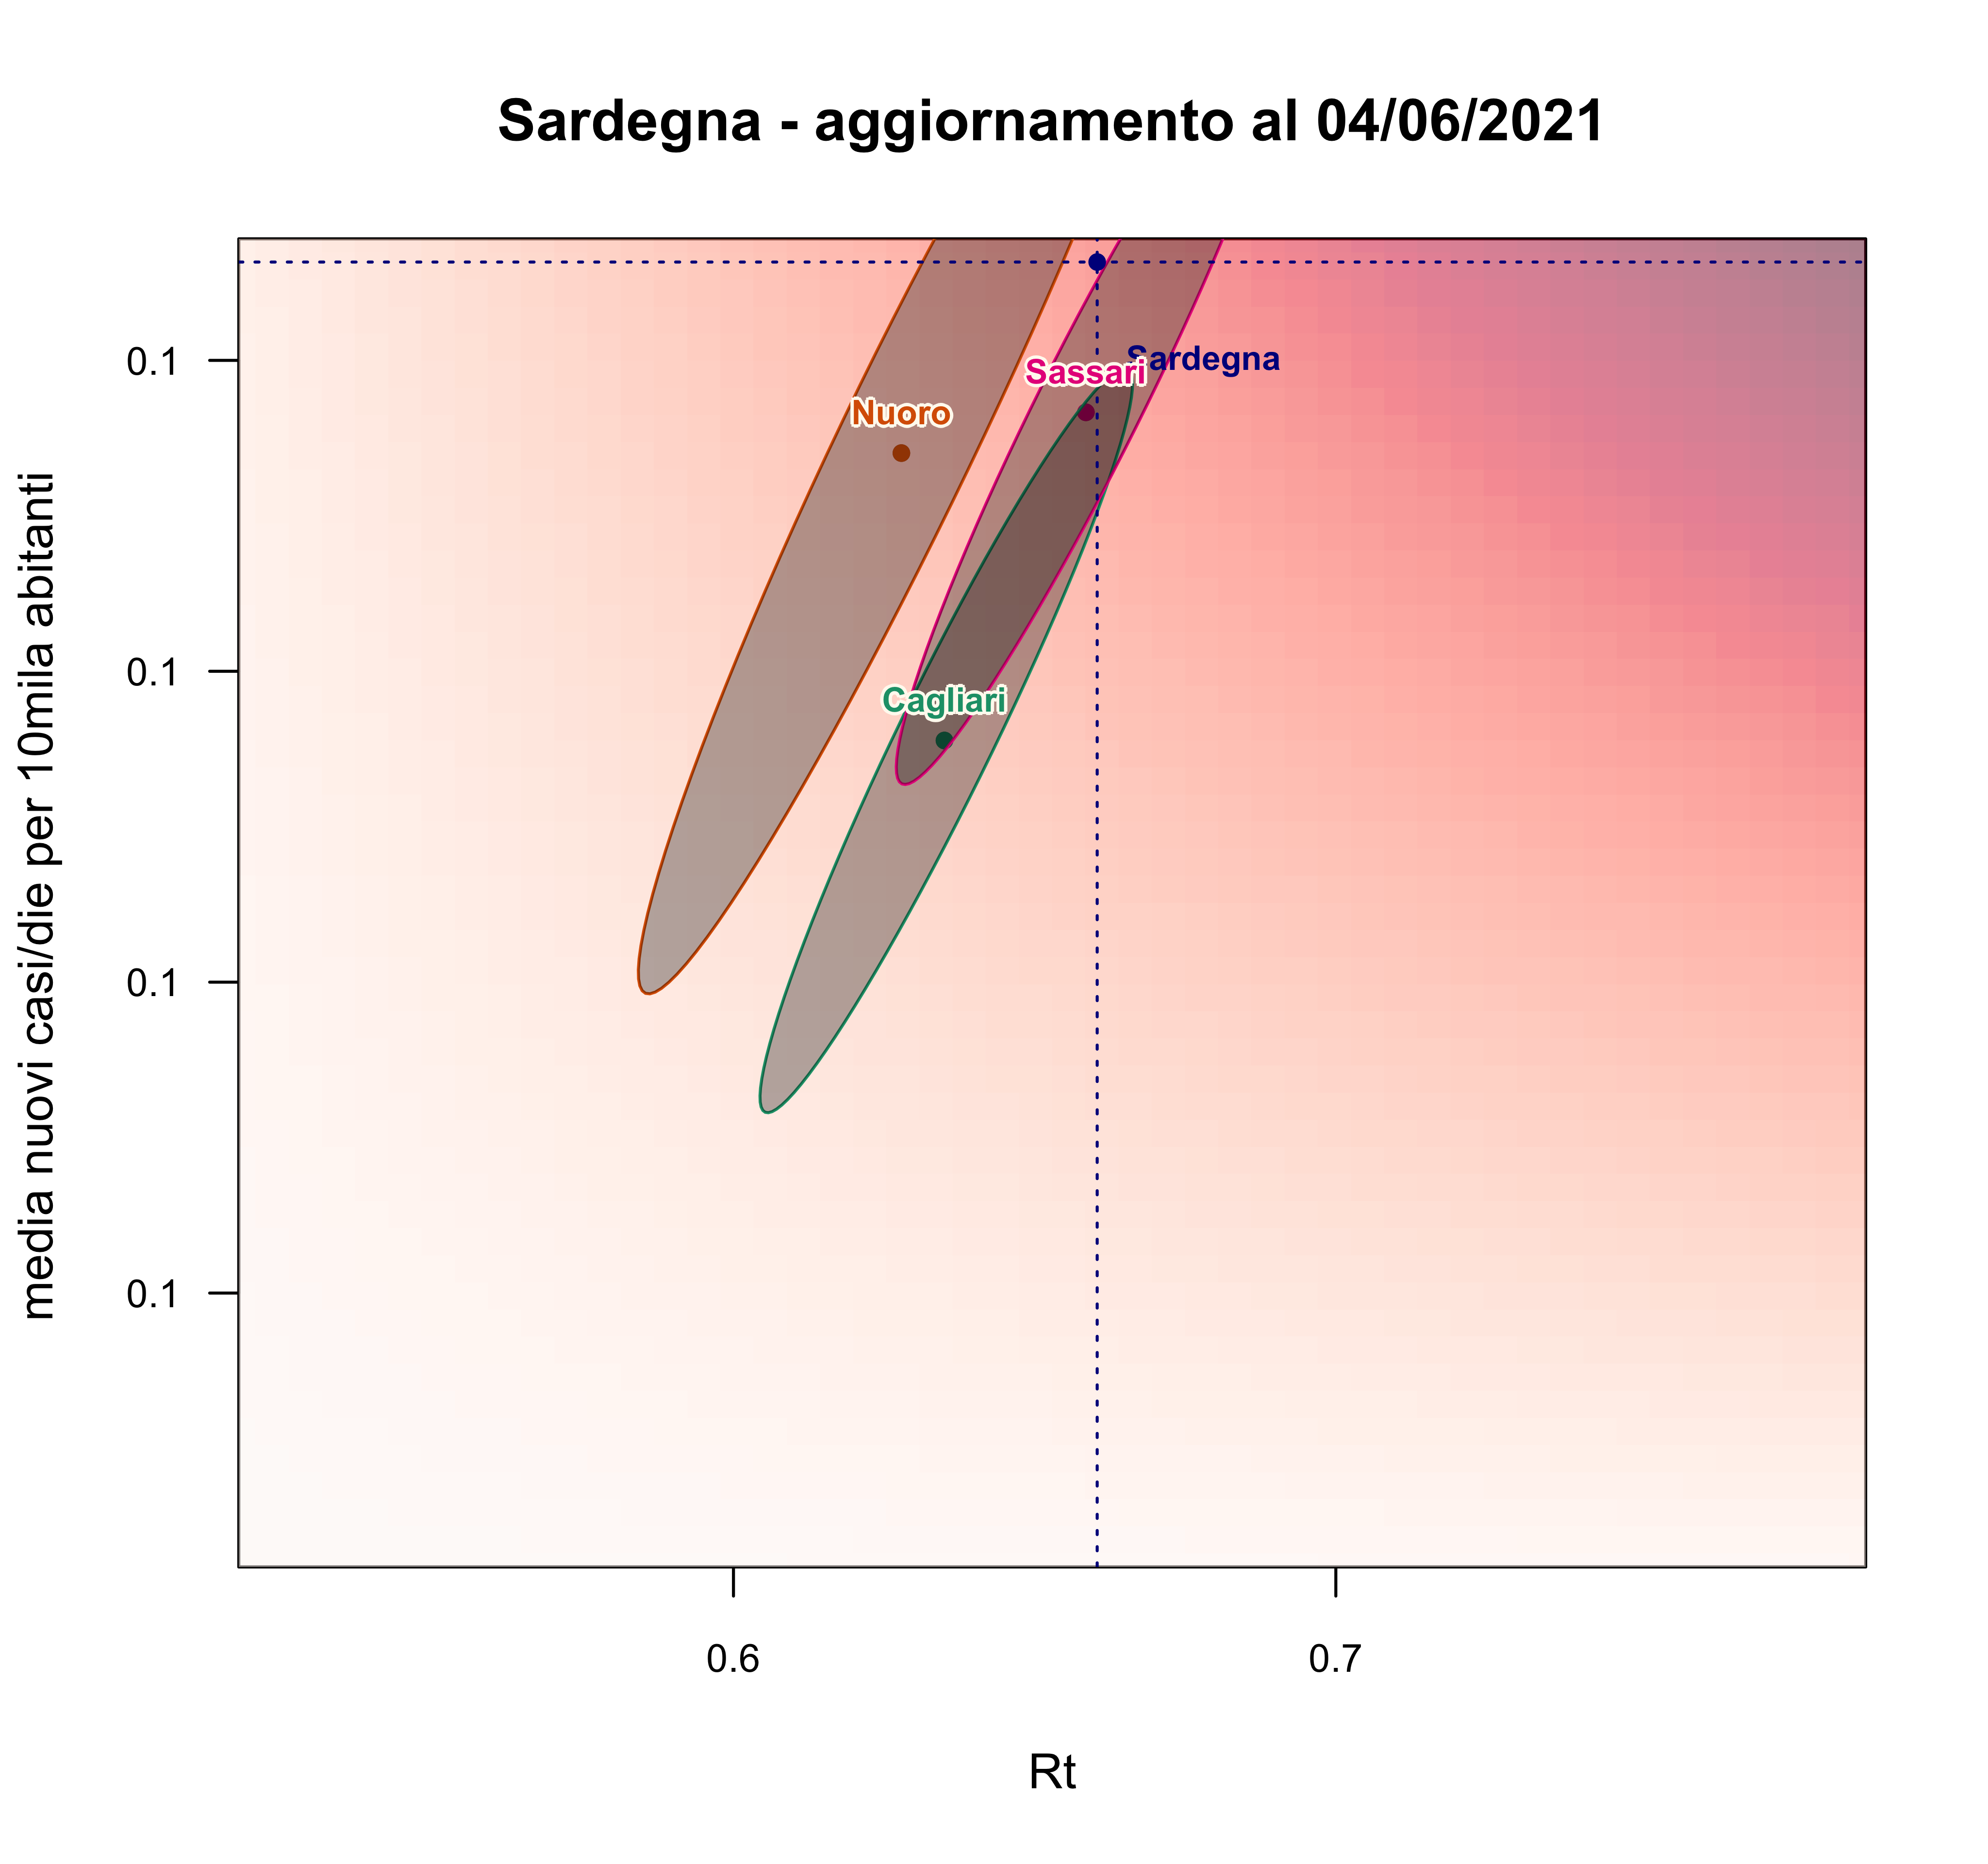 Sardegna - aggiornamento al 04/06/2021
media nuovi casi/die per 10mila abitanti
0.1
0.1
0.1
0.1
Sardegna
Sassari
Nuoro
Cagliari
0.6
0.7
Rt